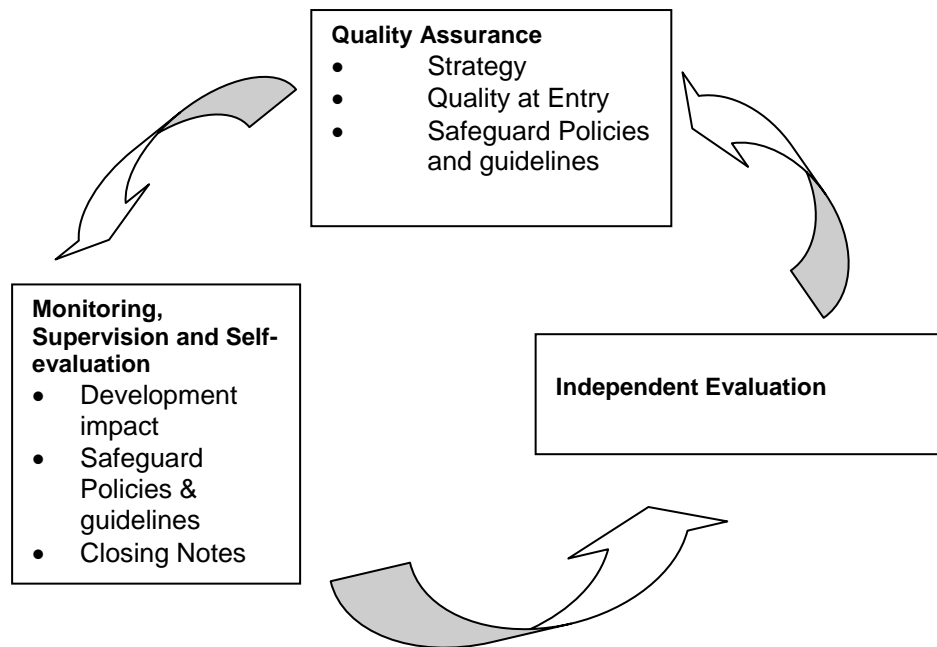 Quality Assurance
• Strategy
• Quality at Entry
• Safeguard Policies
and guidelines
Monitoring,
Supervision and Self-
evaluation
• Development
impact
• Safeguard
Policies &
guidelines
• Closing Notes
Independent Evaluation